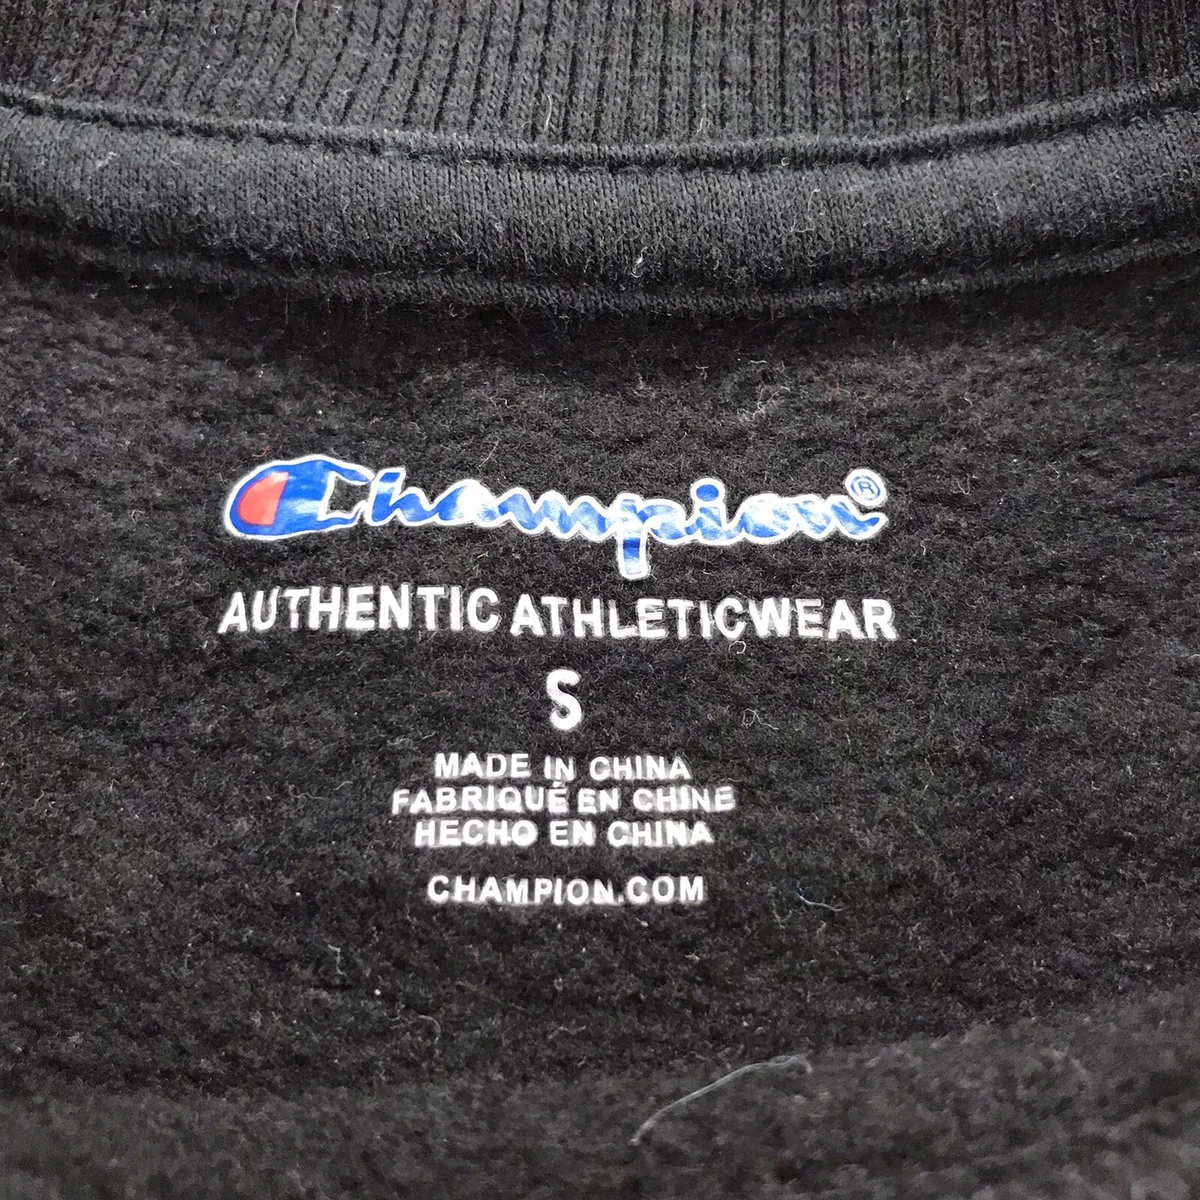 Champion®
AUTHENTIC ATHLETICWEAR
S
MADE IN CHINA
FABRIQUÉ EN CHINE
HECHO EN CHINA
CHAMPION.COM